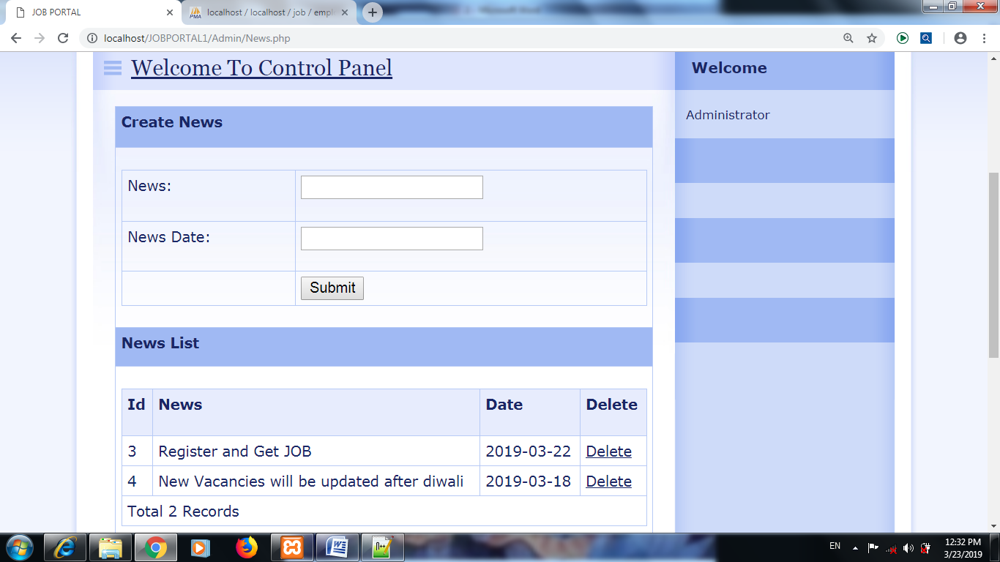 JOB PORTAL
localhost / localhost / job / empl
localhost/JOBPORTAL1/Admin/News.php
Welcome To Control Panel
Welcome
Administrator
Create News
News:
News Date:
Submit
News List
Id News Date Delete
3 Register and Get JOB 2019-03-22 Delete
4 New Vacancies will be updated after diwali 2019-03-18 Delete
Total 2 Records
EN
12:32 PM
3/23/2019